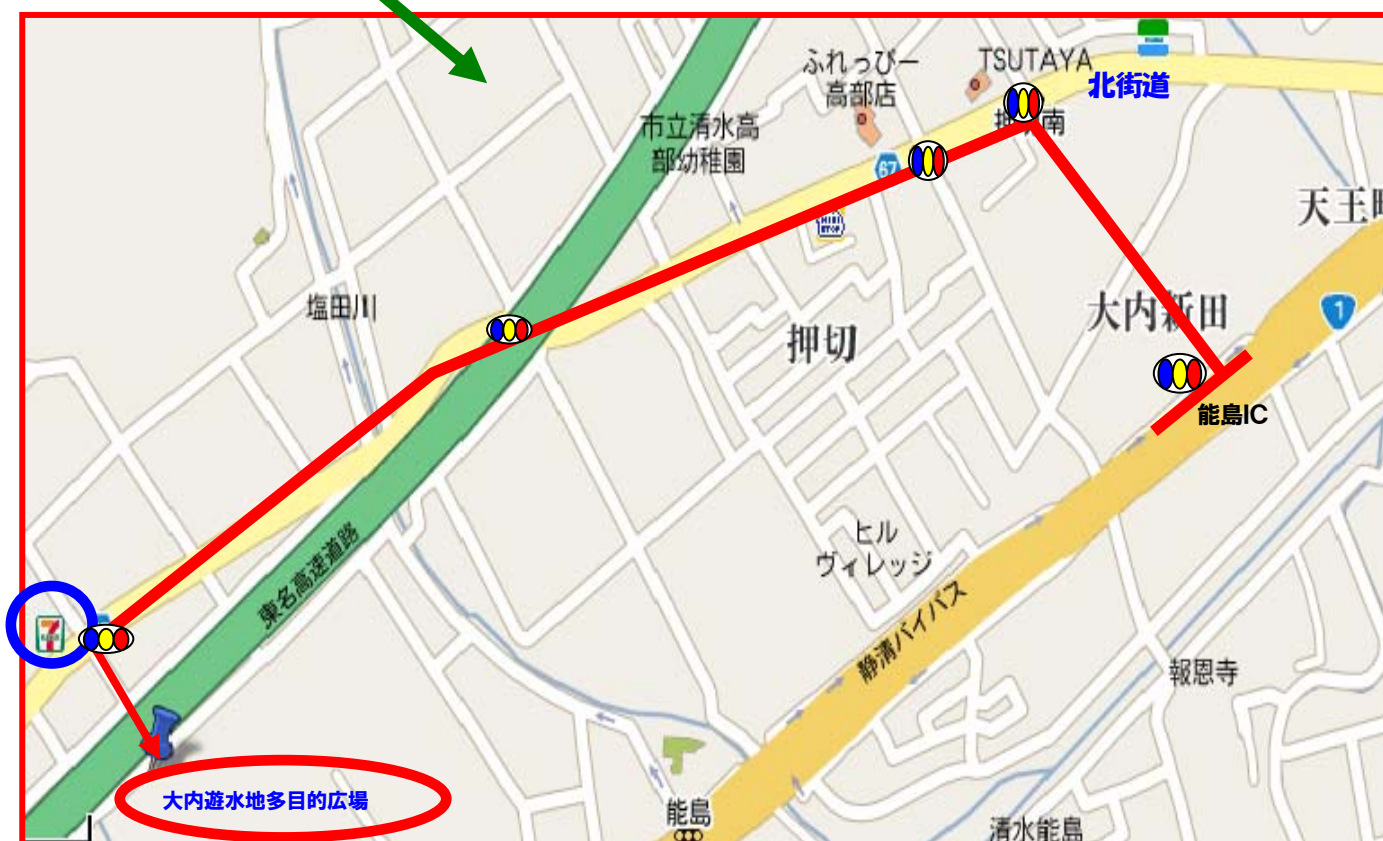 TSUTAYA
ふれっぴー
高部店
北街道
市立清水高
部幼稚園
南
67
MINI
STOP
天王
塩田川
大内新田
1
押切
能島IC
ヒル
ヴィレッジ
東名高速道路
静清バイパス
7
報恩寺
大内遊水地多目的広場
能島
清水能島